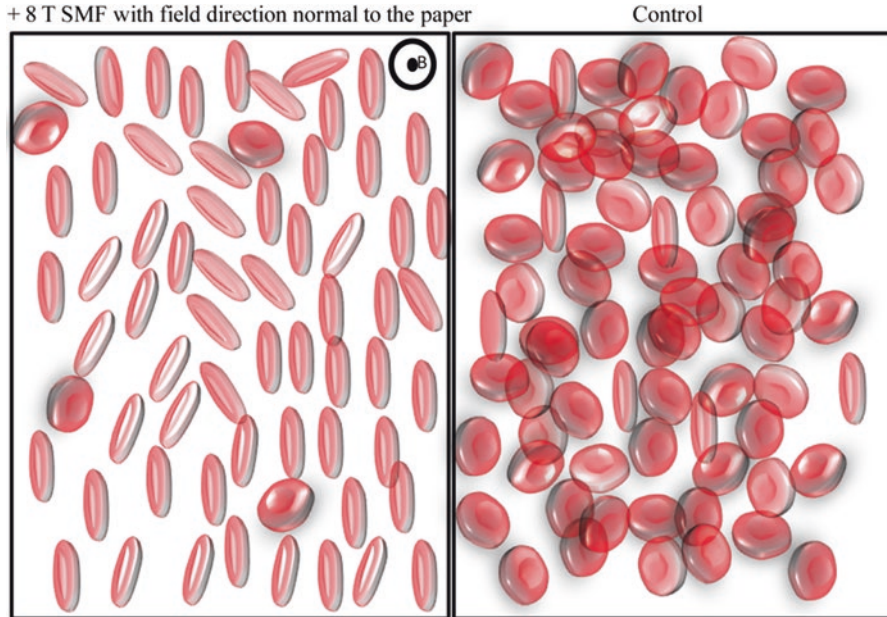 + 8 T SMF with field direction normal to the paper
Control
B